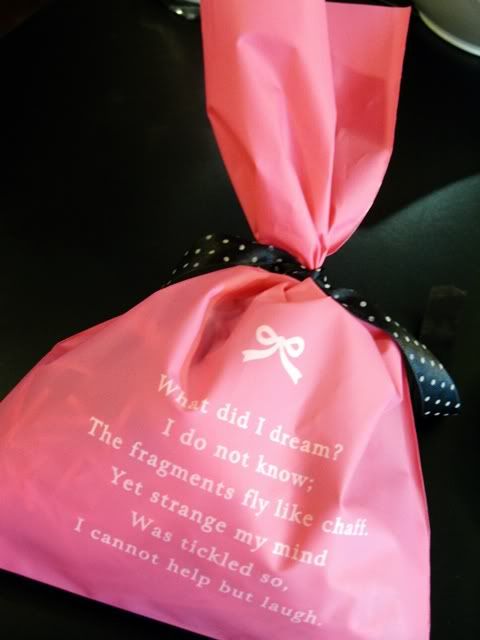 What did I dream?
I do not know;
The fragments fly like chaff.
Yet strange my mind
Was tickled so,
I cannot help but laugh.